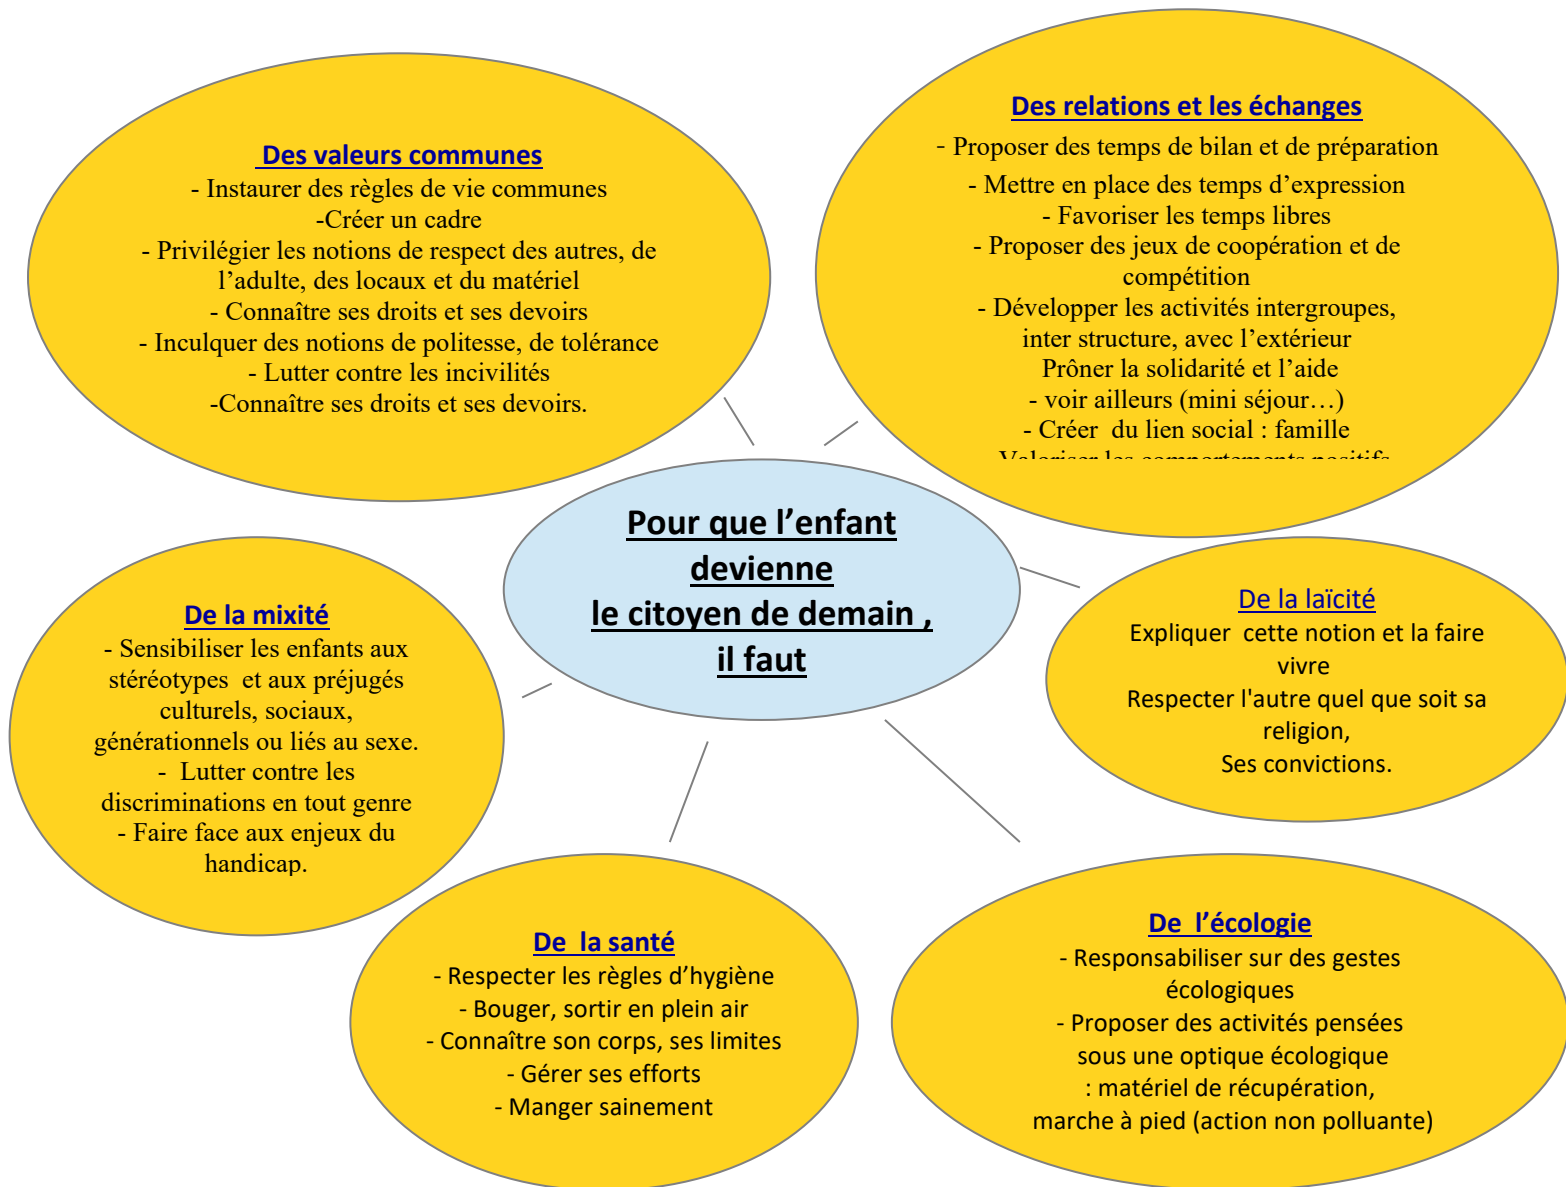 Des valeurs communes
- Instaurer des règles de vie communes
-Créer un cadre
- Privilégier les notions de respect des autres, de
l’adulte, des locaux et du matériel
- Connaître ses droits et ses devoirs
- Inculquer des notions de politesse, de tolérance
- Lutter contre les incivilités
-Connaître ses droits et ses devoirs.
Des relations et les échanges
- Proposer des temps de bilan et de préparation
- Mettre en place des temps d’expression
- Favoriser les temps libres
- Proposer des jeux de coopération et de
compétition
- Développer les activités intergroupes,
inter structure, avec l’extérieur
Prôner la solidarité et l’aide
- voir ailleurs (mini séjour…)
- Créer  du lien social : famille
Valoriser les comportements positifs
Pour que l’enfant
devienne
le citoyen de demain ,
il faut
De la mixité
- Sensibiliser les enfants aux
stéréotypes  et aux préjugés
culturels, sociaux,
générationnels ou liés au sexe.
-  Lutter contre les
discriminations en tout genre
- Faire face aux enjeux du
handicap.
De la laïcité
Expliquer  cette notion et la faire
vivre
Respecter l'autre quel que soit sa
religion,
Ses convictions.
De  la santé
- Respecter les règles d’hygiène
- Bouger, sortir en plein air
- Connaître son corps, ses limites
- Gérer ses efforts
- Manger sainement
De  l’écologie
- Responsabiliser sur des gestes
écologiques
- Proposer des activités pensées
sous une optique écologique
: matériel de récupération,
marche à pied (action non polluante)